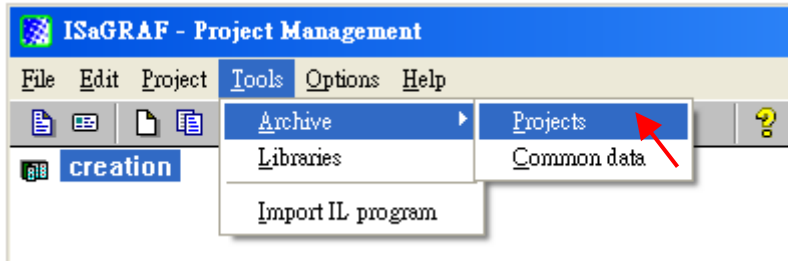 ISaGRAF - Project Management
File Edit Project Tools Options Help
Archive Projects
creation Libraries Common data
Import IL program